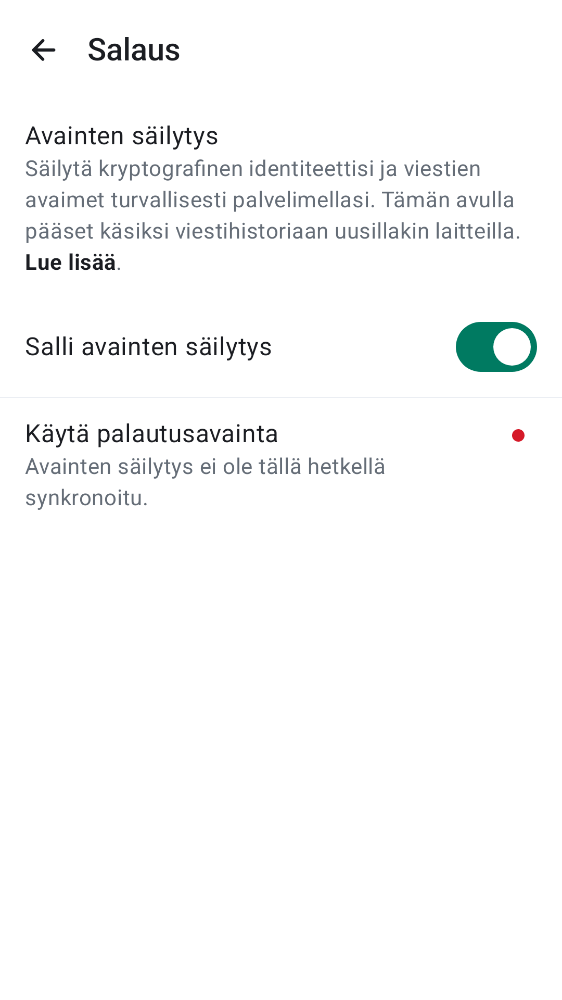 Salaus
Avainten säilytys
Säilytä kryptografinen identiteettisi ja viestien
avaimet turvallisesti palvelimellasi. Tämän avulla
pääset käsiksi viestihistoriaan uusillakin laitteilla.
Lue lisää.
Salli avainten säilytys
Käytä palautusavainta
Avainten säilytys ei ole tällä hetkellä
synkronoitu.